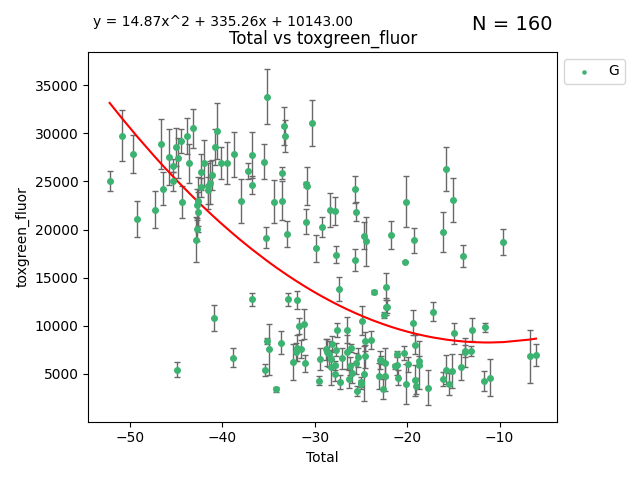 y = 14.87x^2 + 335.26x + 10143.00
N = 160
Total vs toxgreen_fluor
G
35000
30000
25000
20000
15000
10000
5000
toxgreen_fluor
−50 −40 −30 −20 −10
Total